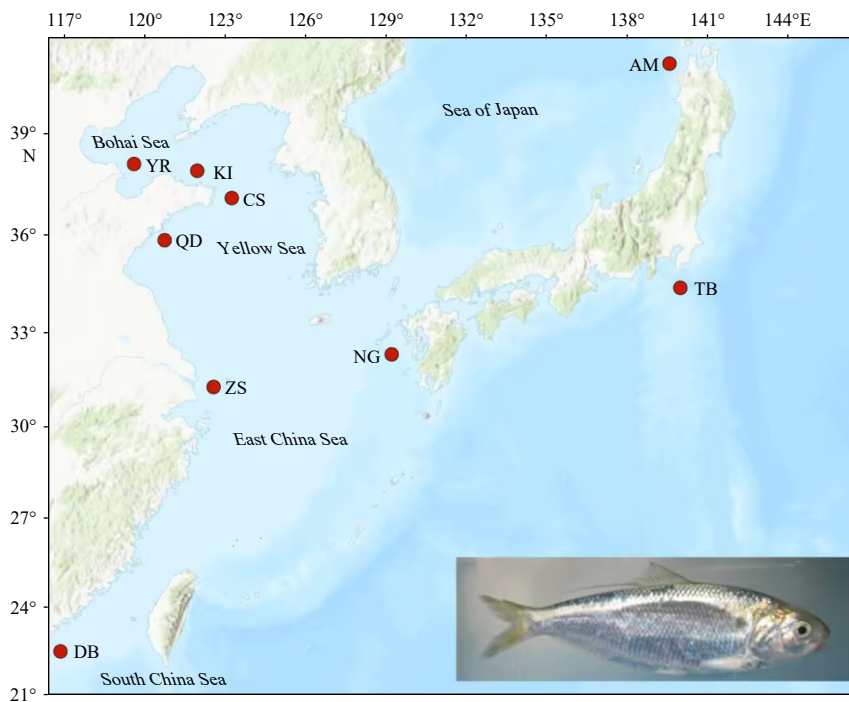 117° 120° 123° 126° 129° 132° 135° 138° 141° 144°E
AM
Sea of Japan
39°
N
Bohai Sea
YR
KI
CS
QD
Yellow Sea
36°
TB
33°
NG
ZS
30°
East China Sea
27°
24°
DB
South China Sea
21°